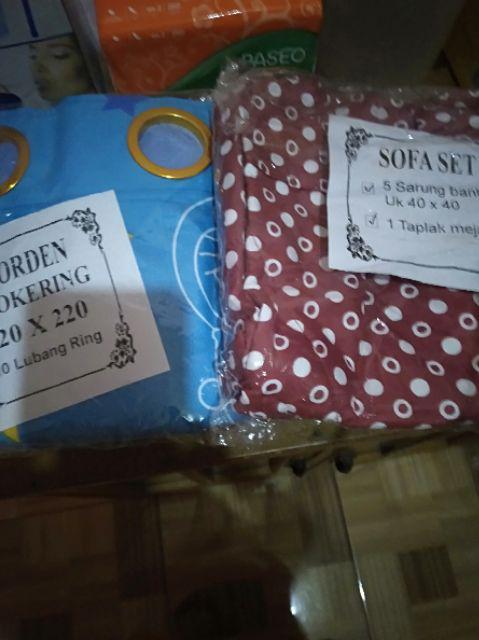 PASEO
ORDEN
OKERING
20 X 220
0 Lubang Ring
SOFA SET
5 Sarung bant
Uk 40 x 40
1 Taplak meja